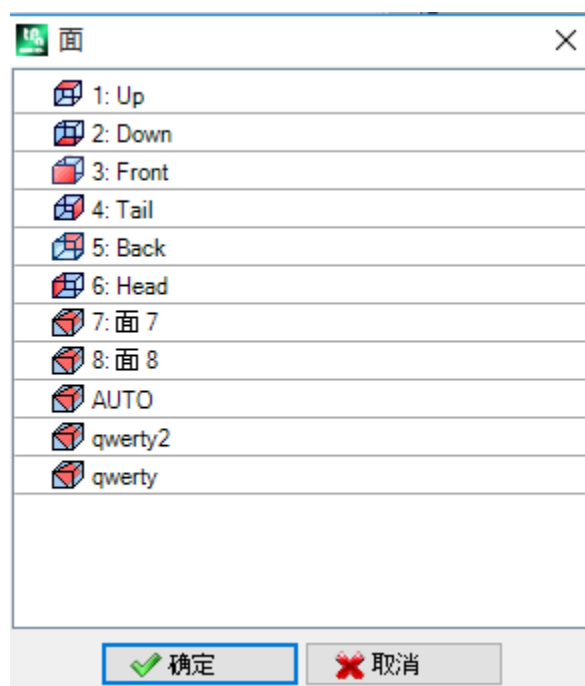 面
1: Up
2: Down
3: Front
4: Tail
5: Back
6: Head
7: 面 7
8: 面 8
AUTO
qwerty2
qwerty
确定 取消